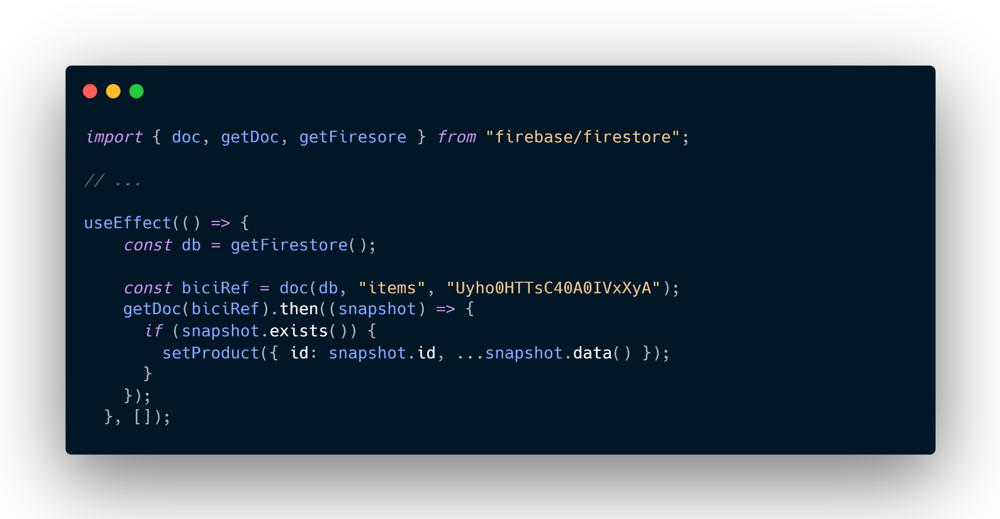 import { doc, getDoc, getFiresore } from "firebase/firestore";
// ...
useEffect(() => {
    const db = getFirestore();
    const biciRef = doc(db, "items", "Uyho0HTTsC40A0IVxXyA");
    getDoc(biciRef).then((snapshot) => {
      if (snapshot.exists()) {
        setProduct({ id: snapshot.id, ...snapshot.data() });
      }
    });
  }, []);